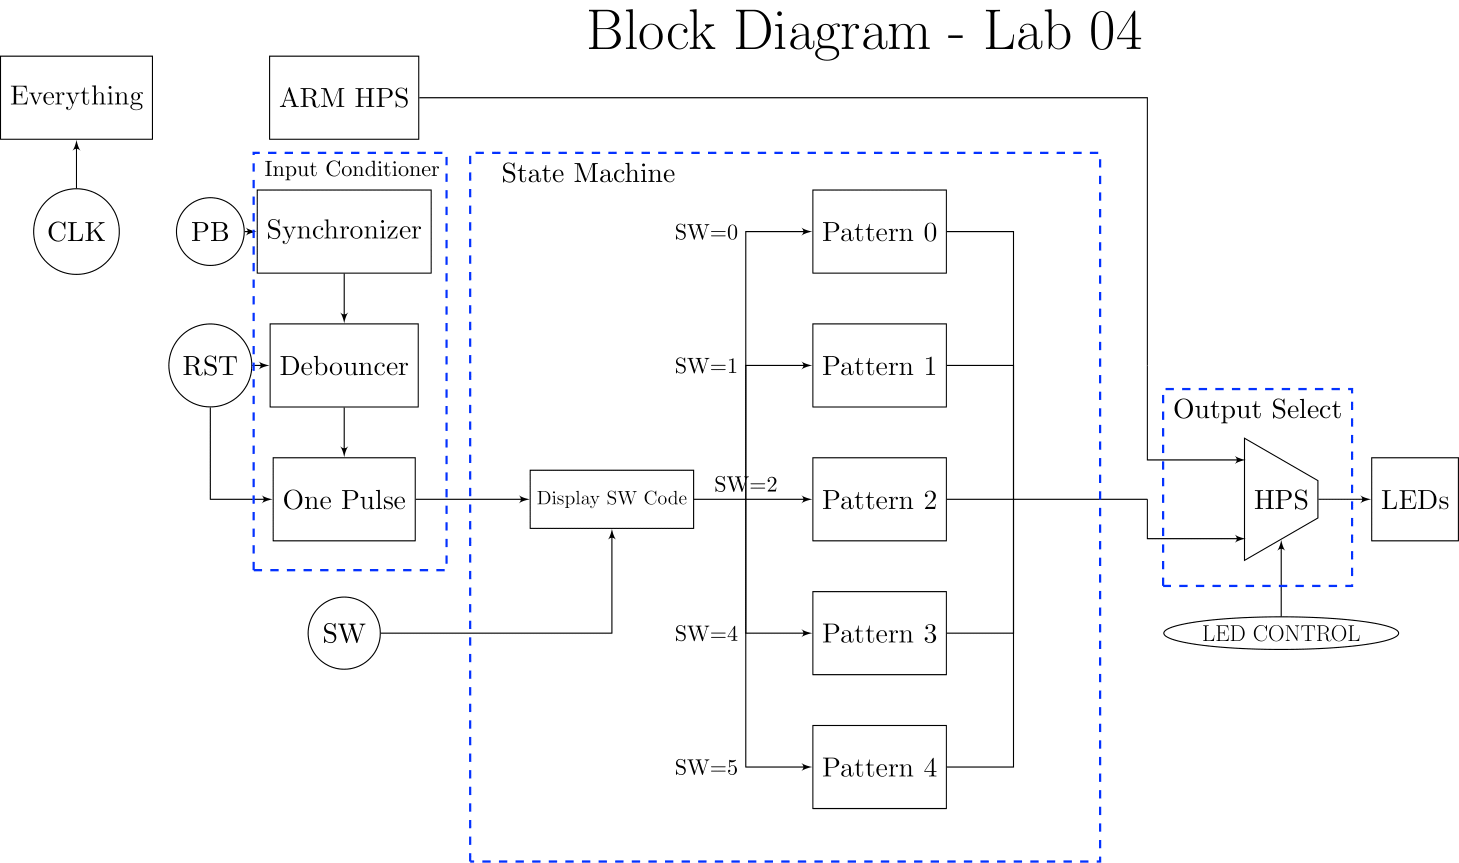 Block Diagram - Lab 04
Everything
ARM HPS
Input Conditioner
State Machine
CLK
PB
Synchronizer
SW=0
Pattern 0
RST
Debouncer
SW=1
Pattern 1
Output Select
One Pulse
Display SW Code
SW=2
Pattern 2
HPS
LEDs
SW
SW=4
Pattern 3
LED CONTROL
SW=5
Pattern 4